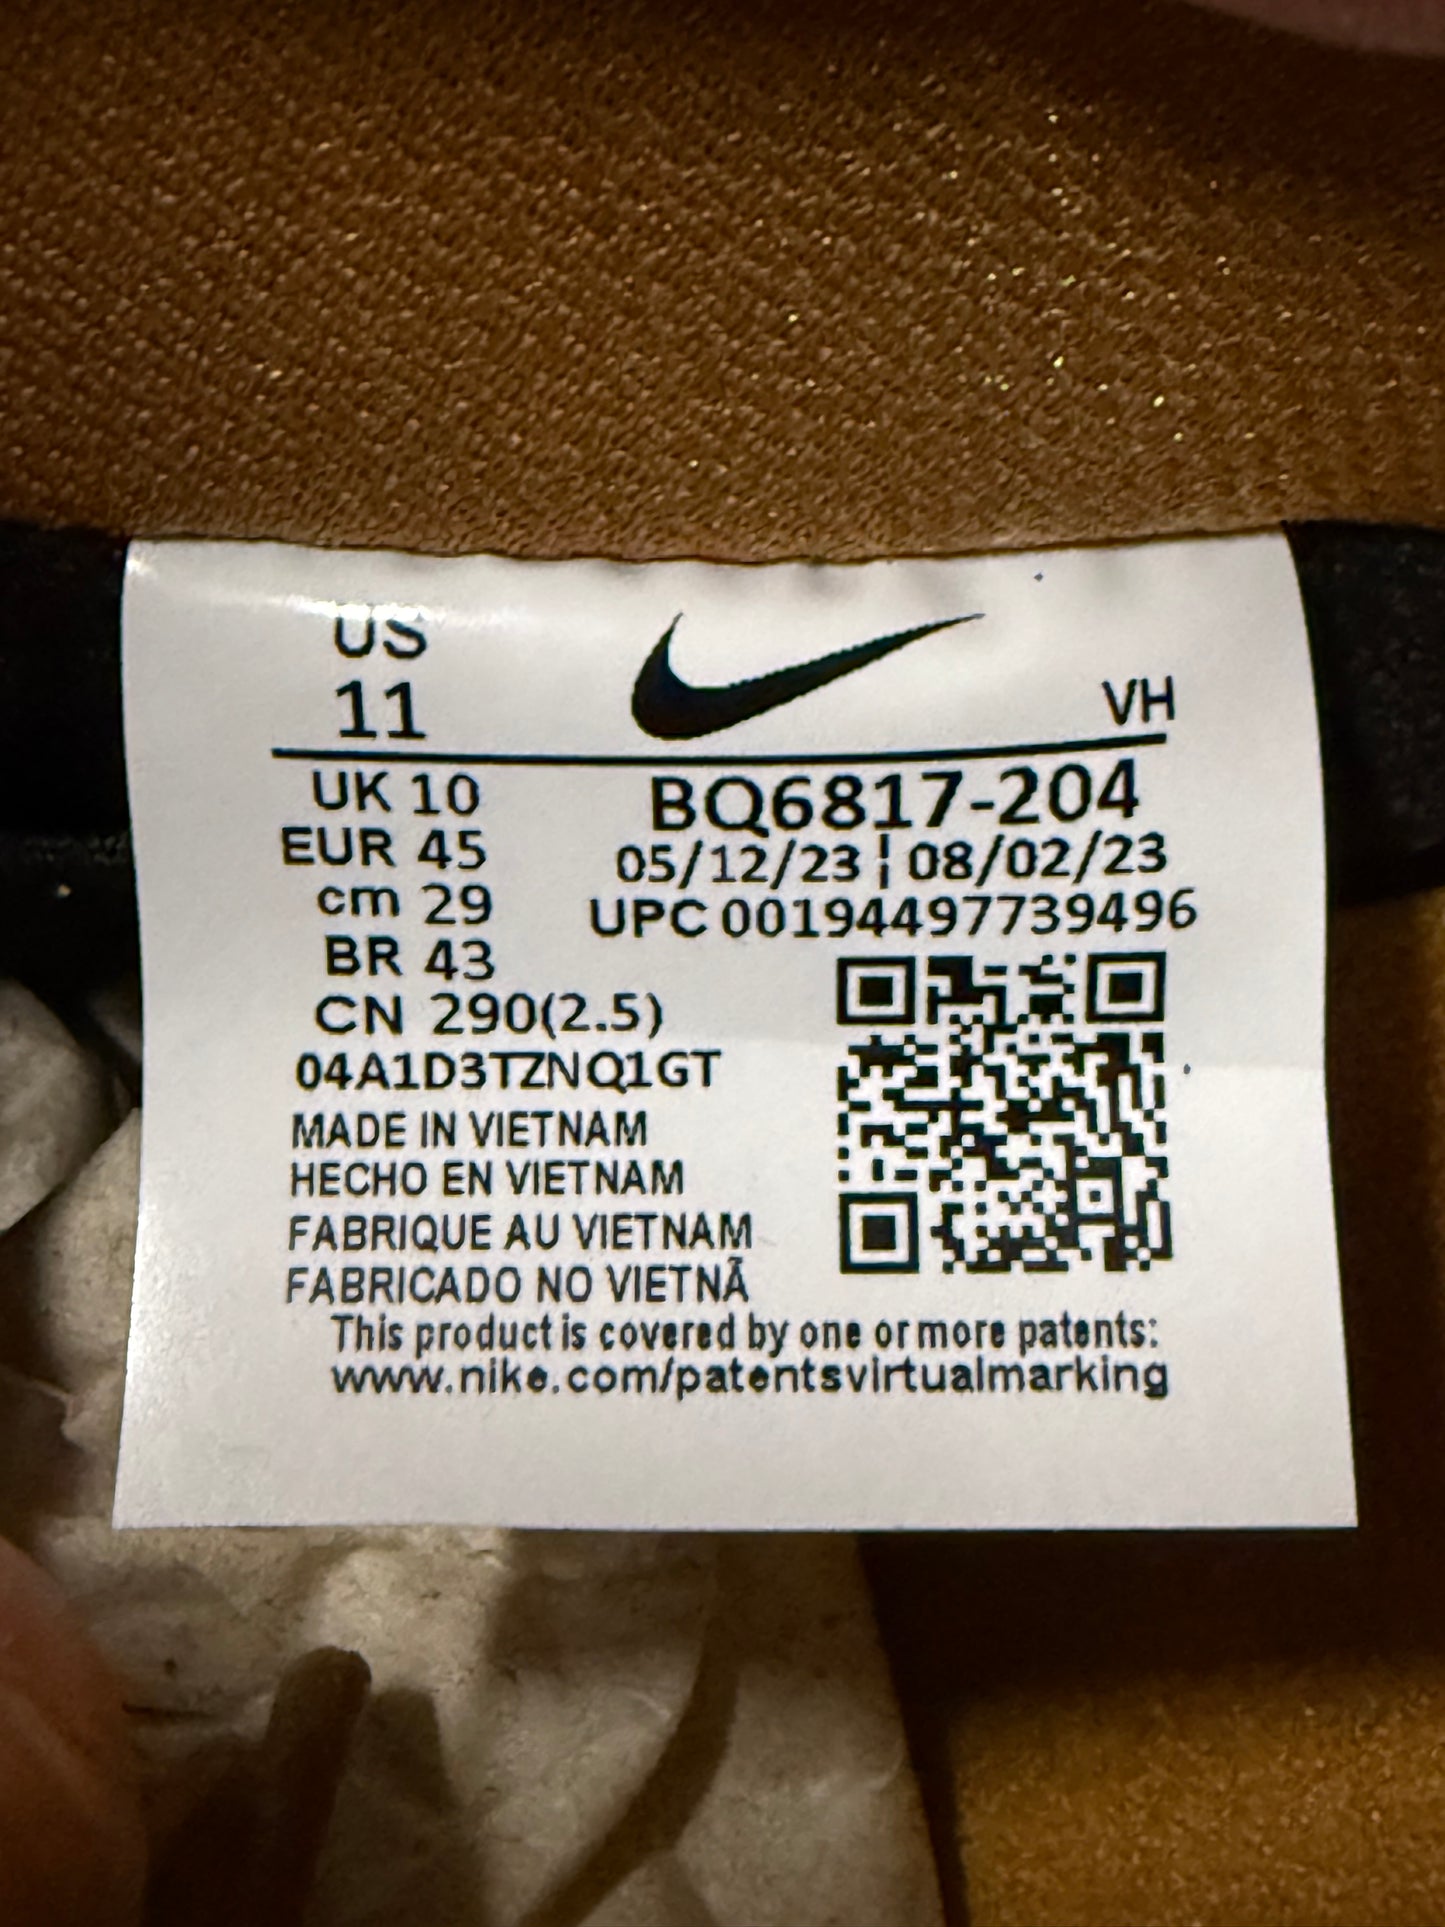 US
11
VH
UK 10
EUR 45
cm 29
BR 43
CN 290(2.5)
BQ6817-204
05/12/23 ¦ 08/02/23
UPC 00194497739496
04A1D3TZNQ1GT
MADE IN VIETNAM
HECHO EN VIETNAM
FABRIQUE AU VIETNAM
FABRICADO NO VIETNÃ
This product is covered by one or more patents:
www.nike.com/patentsvirtualmarking